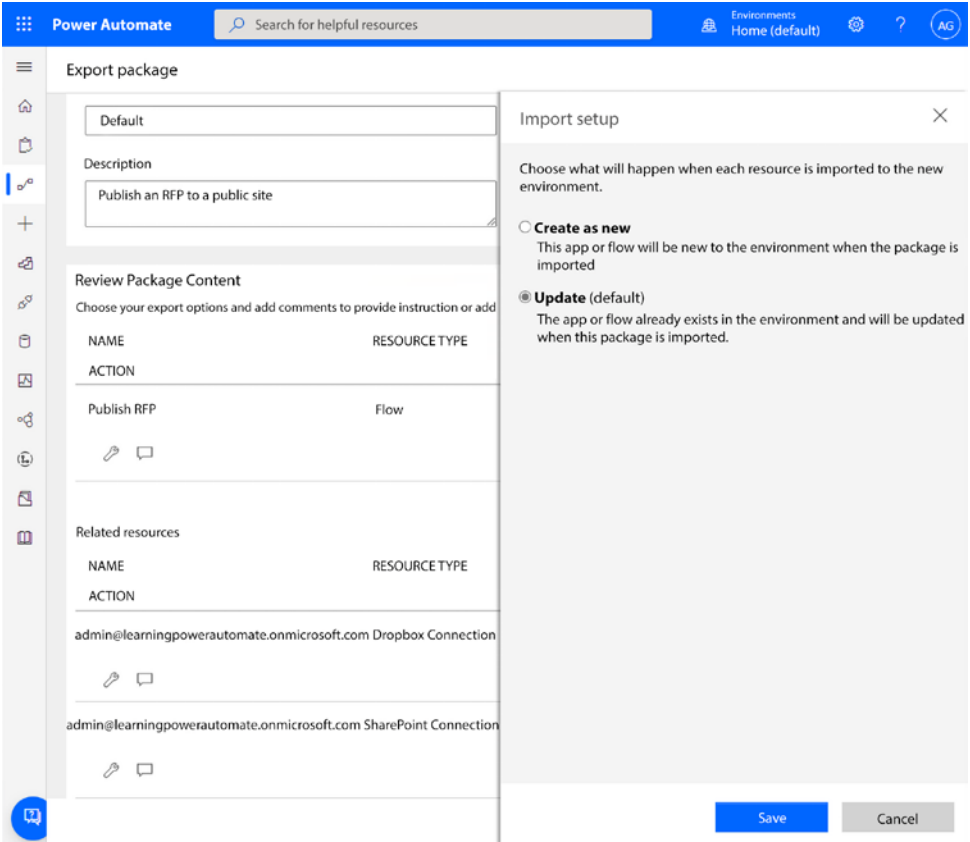 Power Automate
Search for helpful resources
Environments
Home (default)
?
AG
Export package
Default
Description
Publish an RFP to a public site
Review Package Content
Choose your export options and add comments to provide instruction or add
NAME RESOURCE TYPE
ACTION
Publish RFP Flow
Related resources
NAME RESOURCE TYPE
ACTION
admin@learningpowerautomate.onmicrosoft.com Dropbox Connection
admin@learningpowerautomate.onmicrosoft.com SharePoint Connection
Import setup
Choose what will happen when each resource is imported to the new
environment.
Create as new
This app or flow will be new to the environment when the package is
imported
Update (default)
The app or flow already exists in the environment and will be updated
when this package is imported.
Save Cancel